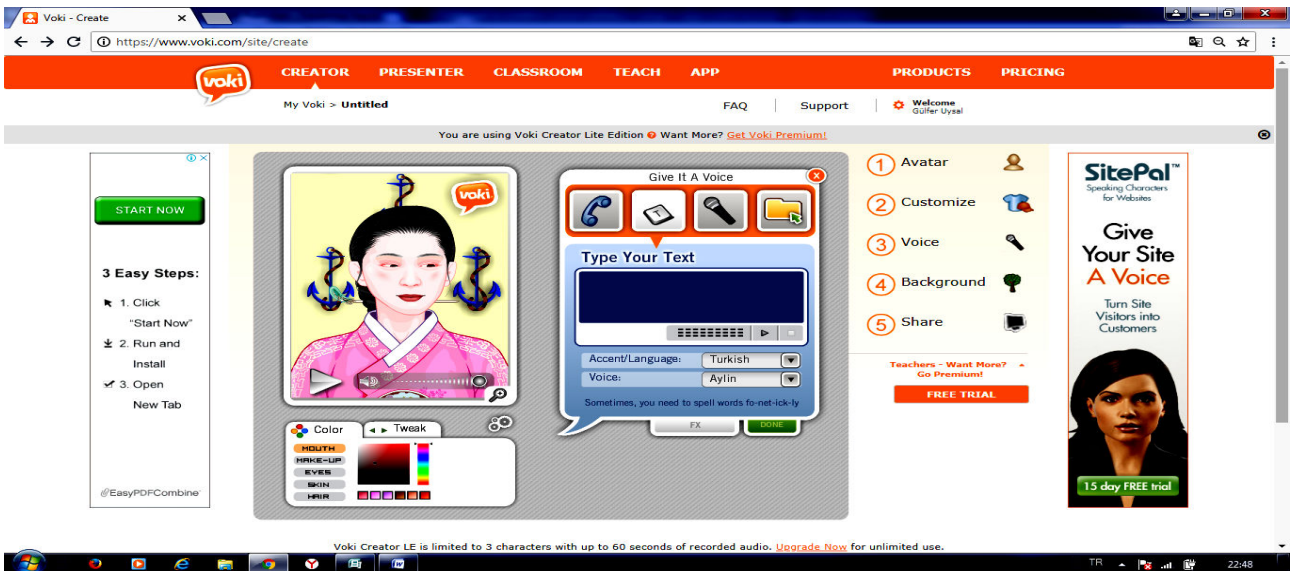 Voki - Create
https://www.voki.com/site/create
voki
CREATOR PRESENTER CLASSROOM TEACH APP PRODUCTS PRICING
My Voki > Untitled
FAQ Support Welcome
Gülfer Uysal
You are using Voki Creator Lite Edition Want More? Get Voki Premium!
START NOW
3 Easy Steps:
1. Click
"Start Now"
2. Run and
Install
3. Open
New Tab
@EasyPDFCombine
voki
Color Tweak
MOUTH
MAKE-UP
EYES
SKIN
HAIR
Give It A Voice
Type Your Text
Accent/Language: Turkish
Voice: Aylin
Sometimes, you need to spell words fo-net-ick-ly
FX DONE
1 Avatar
2 Customize
3 Voice
4 Background
5 Share
Teachers - Want More?
Go Premium!
FREE TRIAL
SitePal™
Speaking Characters
for Websites
Give
Your Site
A Voice
Turn Site
Visitors into
Customers
15 day FREE trial
Voki Creator LE is limited to 3 characters with up to 60 seconds of recorded audio. Upgrade Now for unlimited use.
TR 22:48